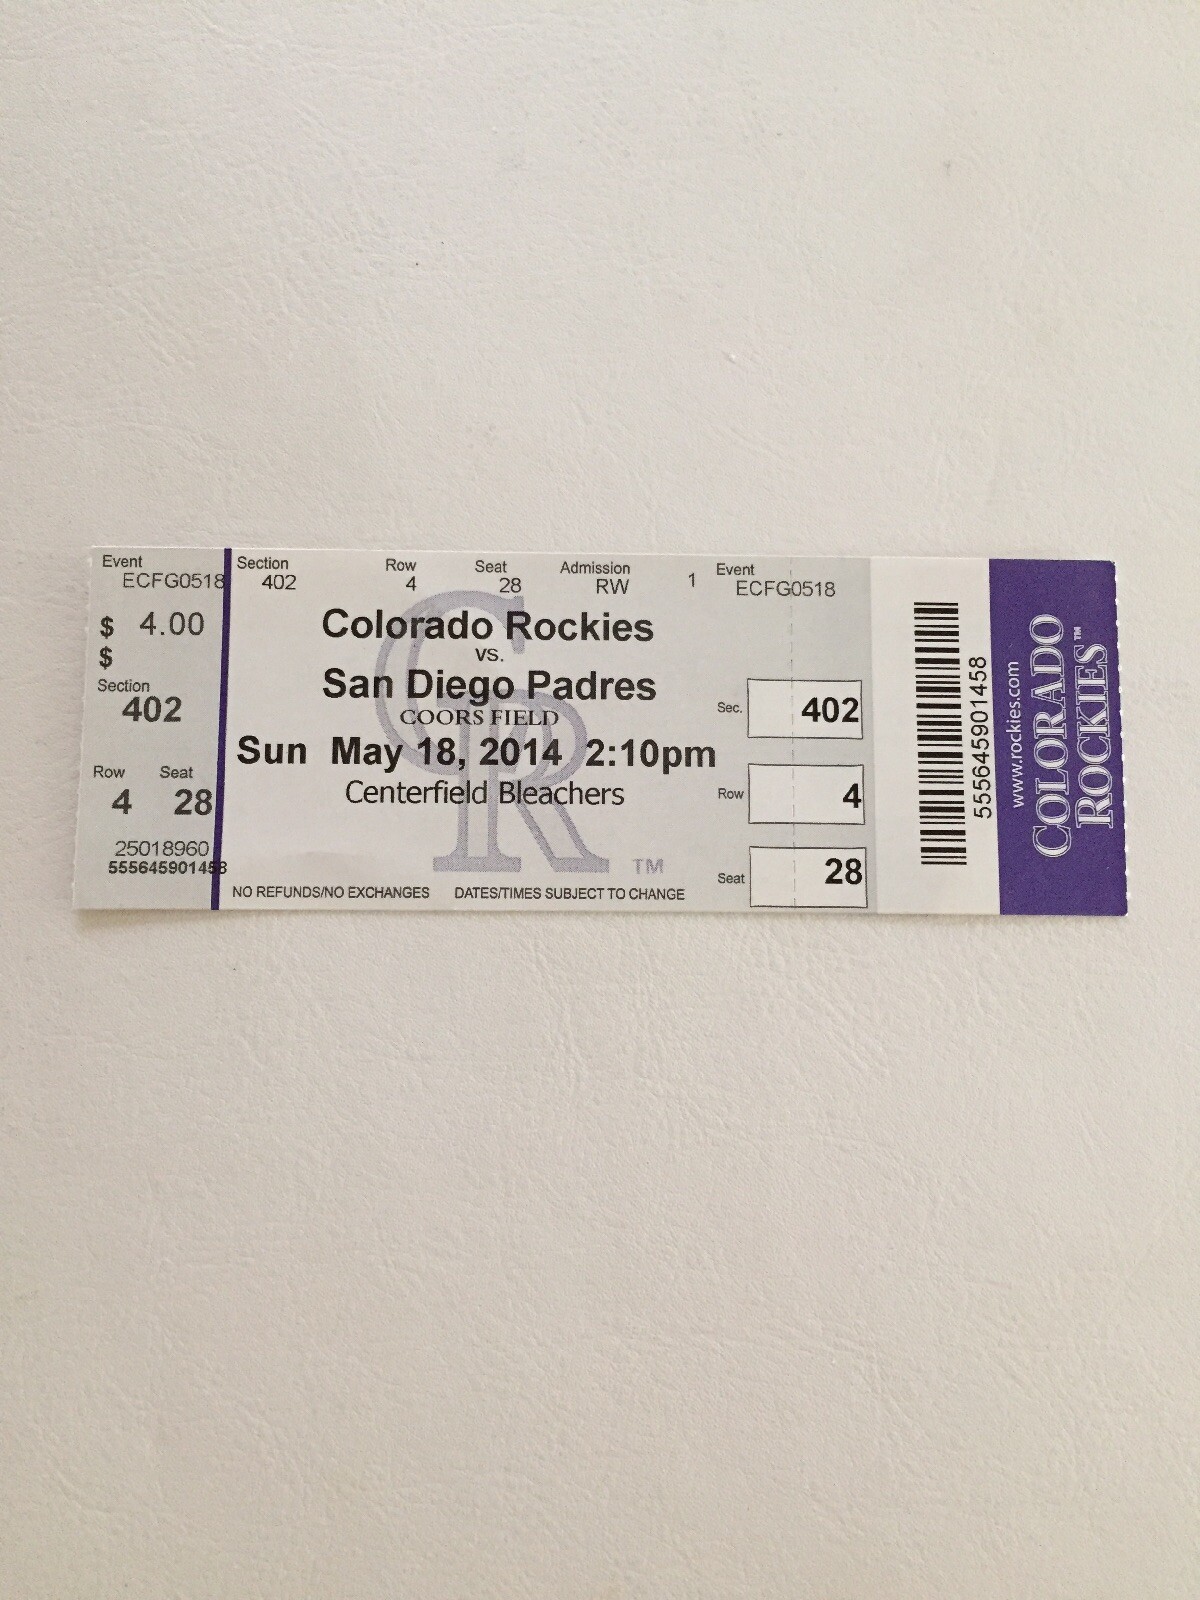 Event
ECFG0518
$ 4.00
$
Section
402
Row Seat
4 28
25018960
555645901458
Section Row Seat Admission
402 4 28 RW 1
Colorado Rockies
vs.
San Diego Padres
COORS FIELD
Sun May 18, 2014 2:10pm
Centerfield Bleachers
TM
NO REFUNDS/NO EXCHANGES DATES/TIMES SUBJECT TO CHANGE
Event
ECFG0518
Sec. 402
Row 4
Seat 28
555645901458
www.rockies.com
COLORADO
ROCKIES™